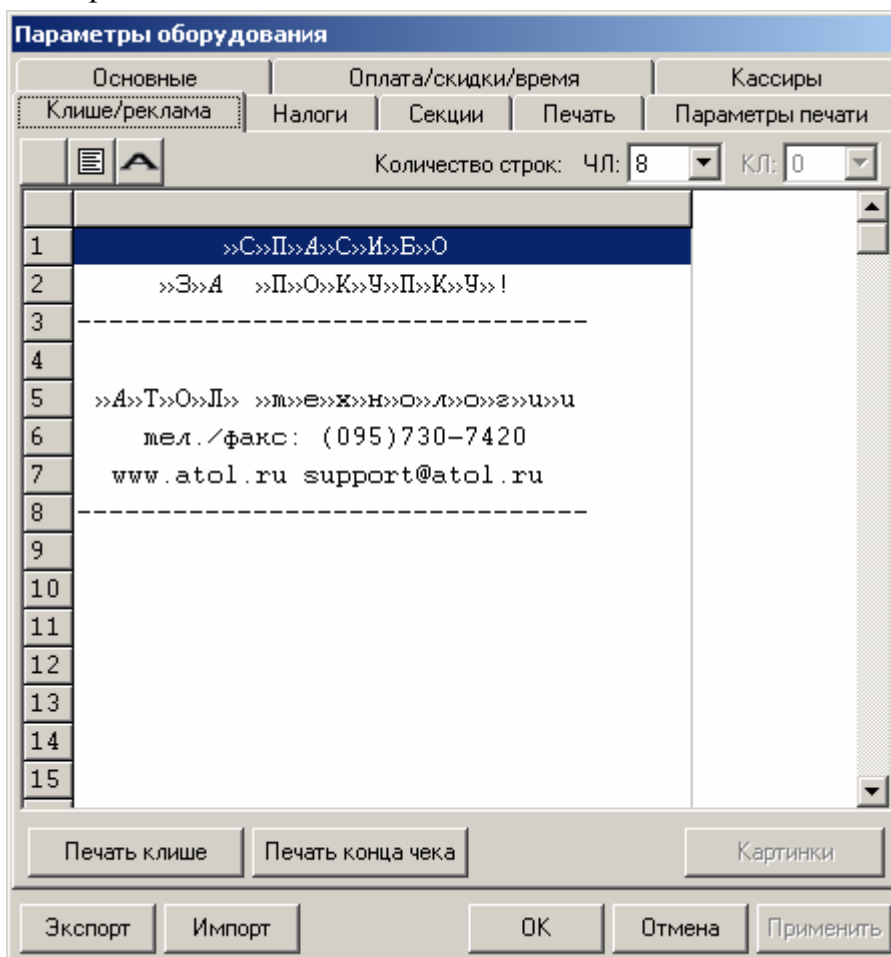 Параметры оборудования
Основные Оплата/скидки/время Кассиры
Клише/реклама Налоги Секции Печать Параметры печати
Количество строк: ЧЛ: 8 КЛ: 0
1 »С»П»А»С»И»Б»О
2 »З»А »П»О»К»У»П»К»У»!
3 --------------------------------
4
5 »А»Т»О»Л» »т»е»х»н»о»л»о»г»и»и
6 тел./факс: (095)730-7420
7 www.atol.ru support@atol.ru
8 --------------------------------
9
10
11
12
13
14
15
Печать клише Печать конца чека Картинки
Экспорт Импорт OK Отмена Применить